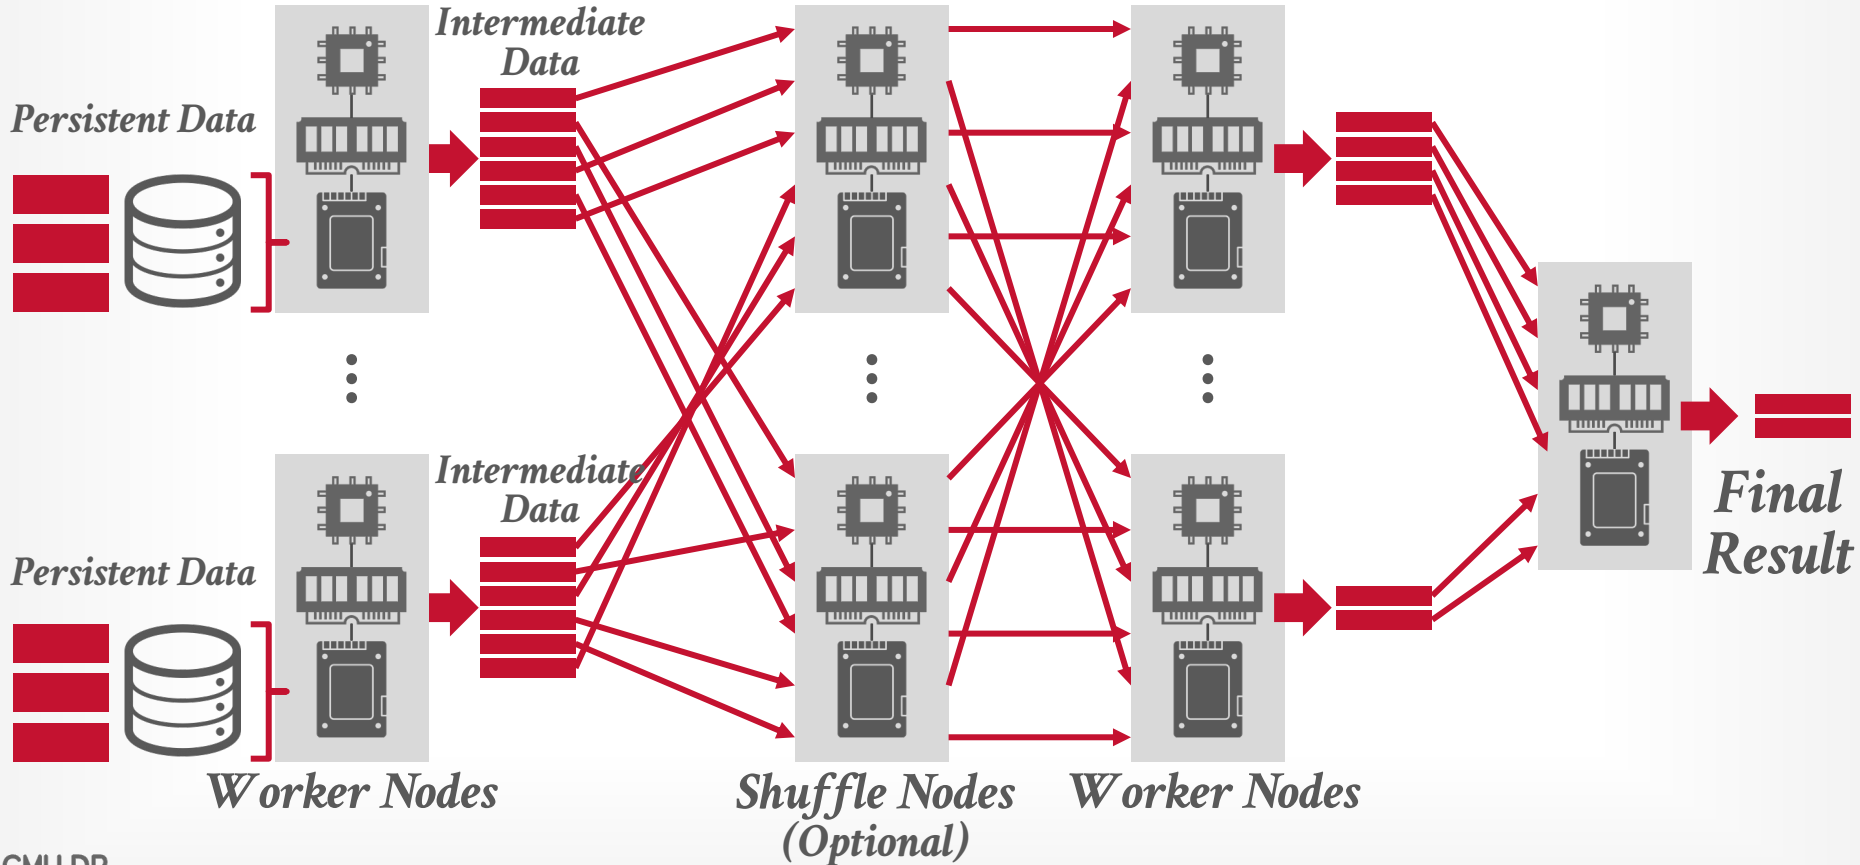 Intermediate
Data
Persistent Data
Intermediate
Data
Persistent Data
Final
Result
Worker Nodes
Shuffle Nodes
(Optional)
Worker Nodes